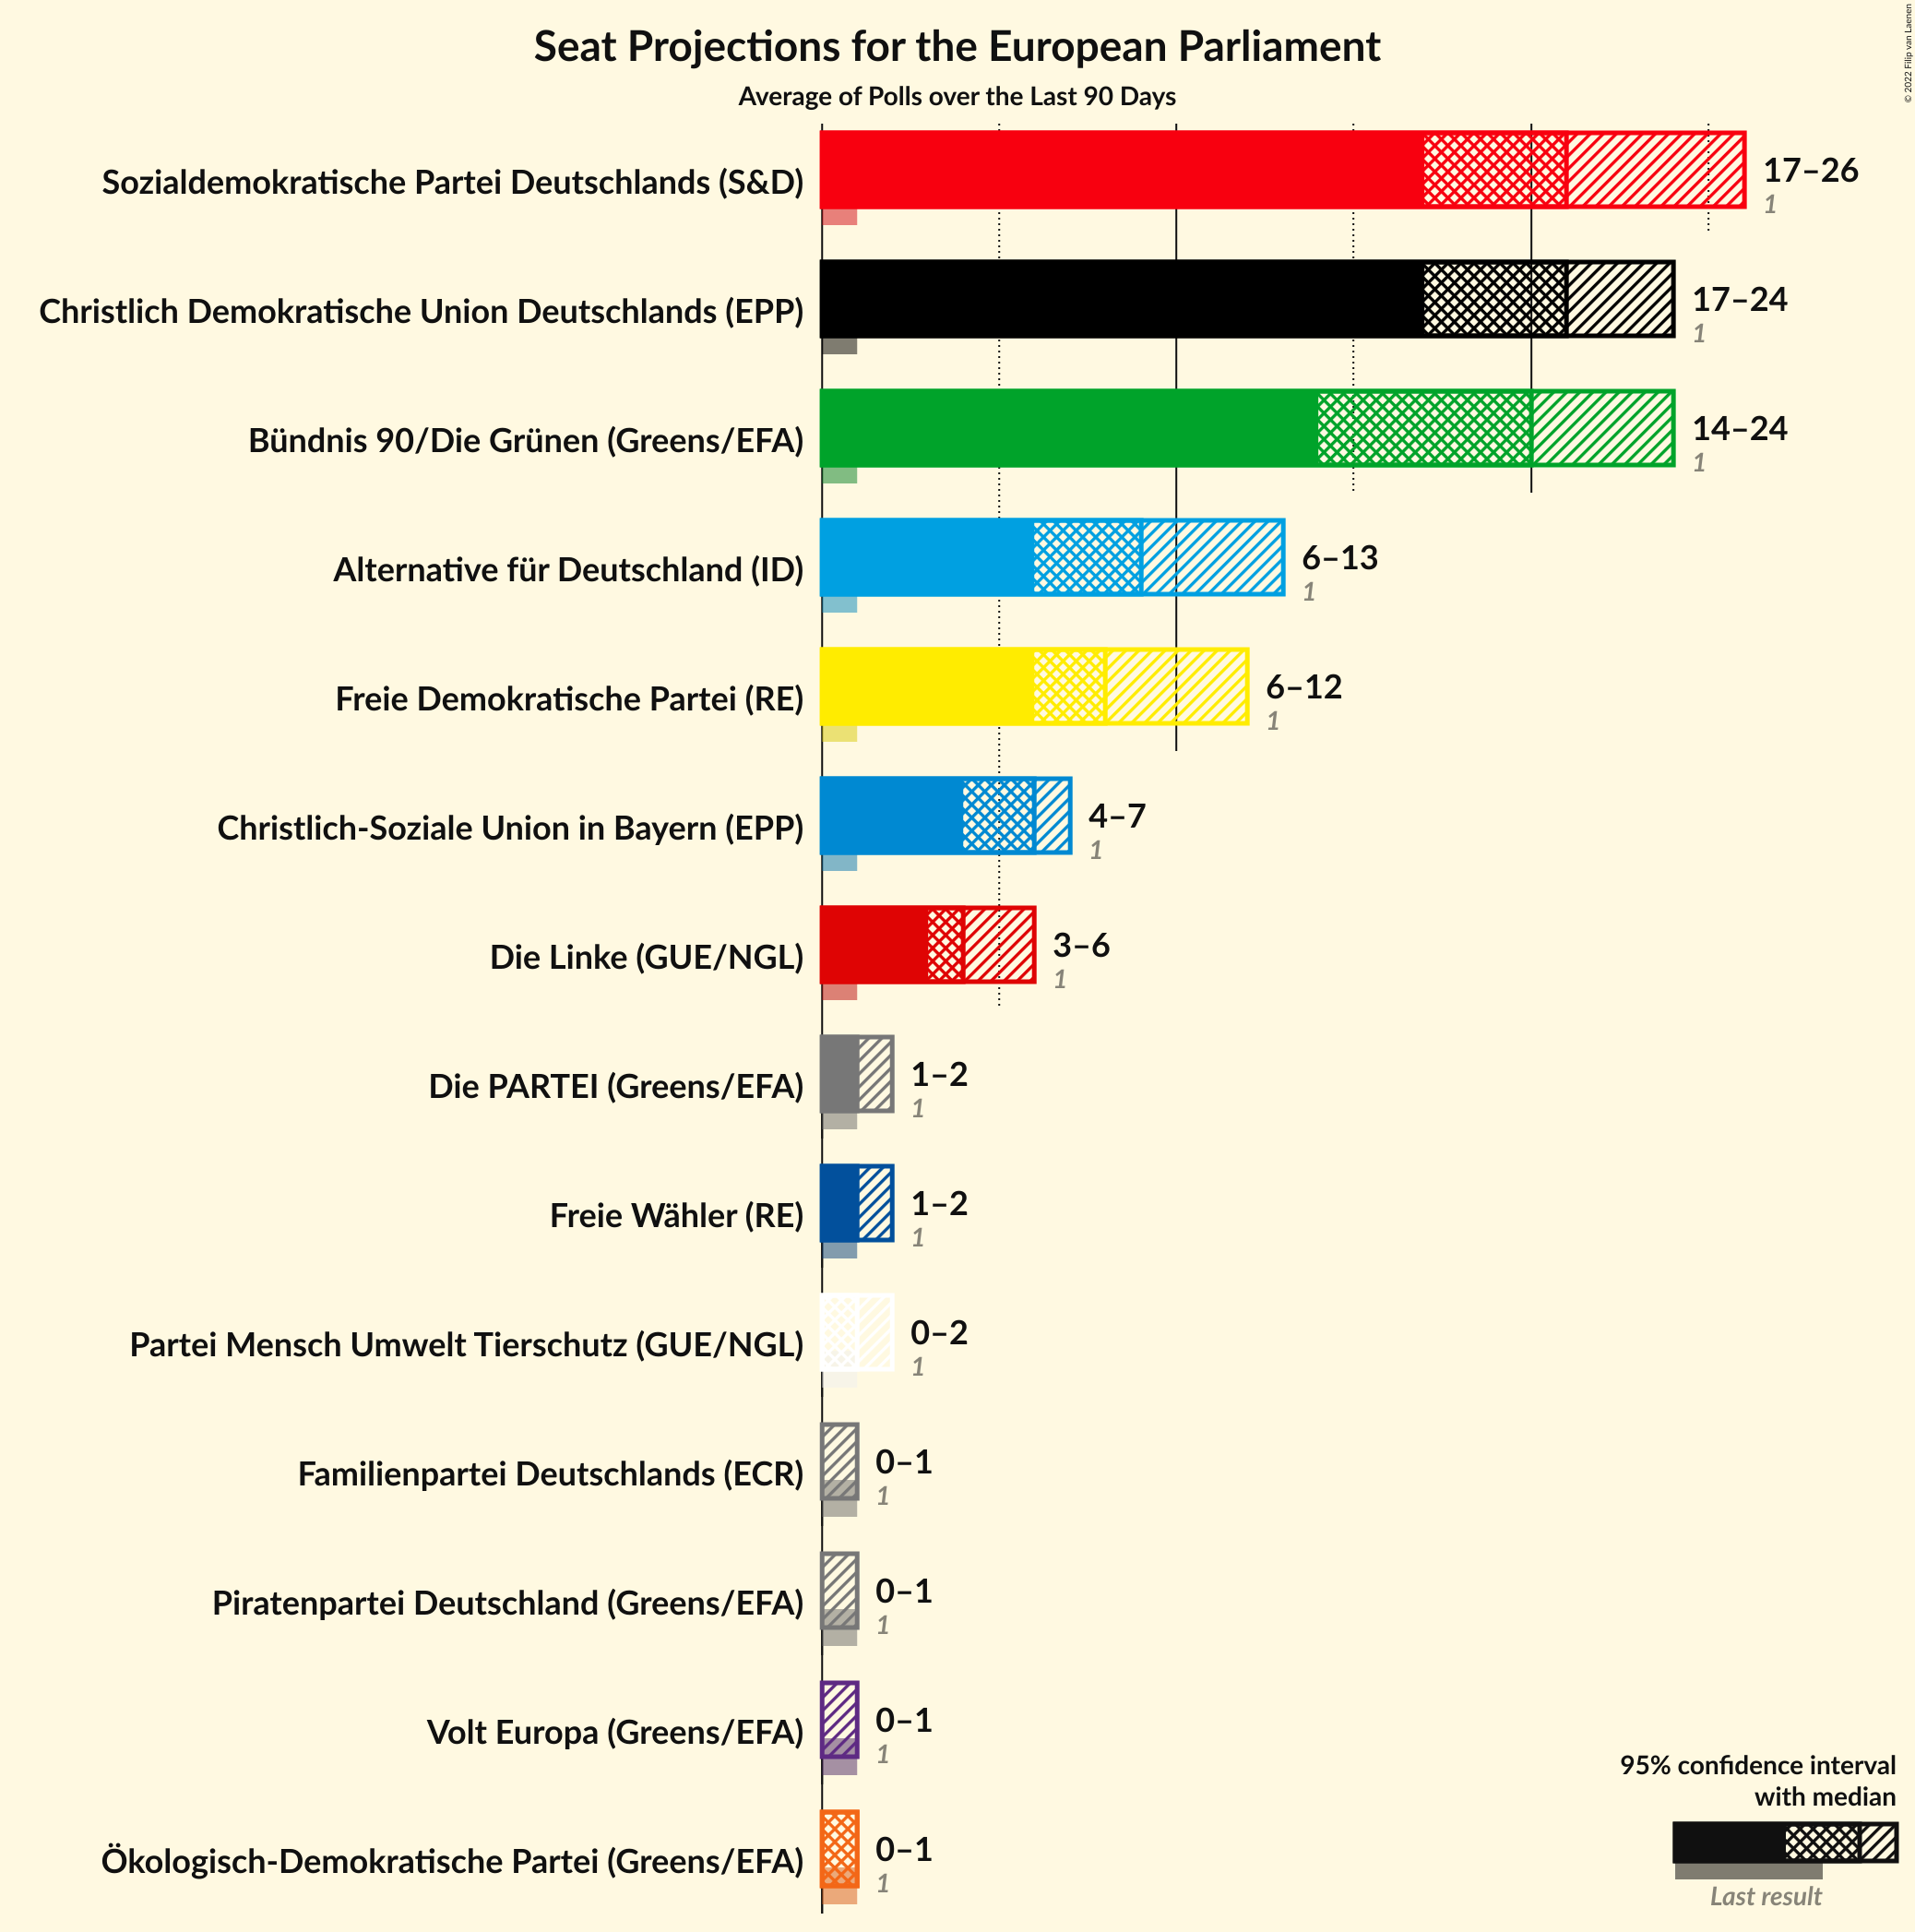 Seat Projections for the European Parliament
Average of Polls over the Last 90 Days
© 2022 Filip van Laenen
Sozialdemokratische Partei Deutschlands (S&D)
17–26
1
Christlich Demokratische Union Deutschlands (EPP)
17–24
1
Bündnis 90/Die Grünen (Greens/EFA)
14–24
1
Alternative für Deutschland (ID)
6–13
1
Freie Demokratische Partei (RE)
6–12
1
Christlich-Soziale Union in Bayern (EPP)
4–7
1
Die Linke (GUE/NGL)
3–6
1
Die PARTEI (Greens/EFA)
1–2
1
Freie Wähler (RE)
1–2
1
Partei Mensch Umwelt Tierschutz (GUE/NGL)
0–2
1
Familienpartei Deutschlands (ECR)
0–1
1
Piratenpartei Deutschland (Greens/EFA)
0–1
1
Volt Europa (Greens/EFA)
0–1
1
Ökologisch-Demokratische Partei (Greens/EFA)
0–1
1
95% confidence interval
with median
Last result